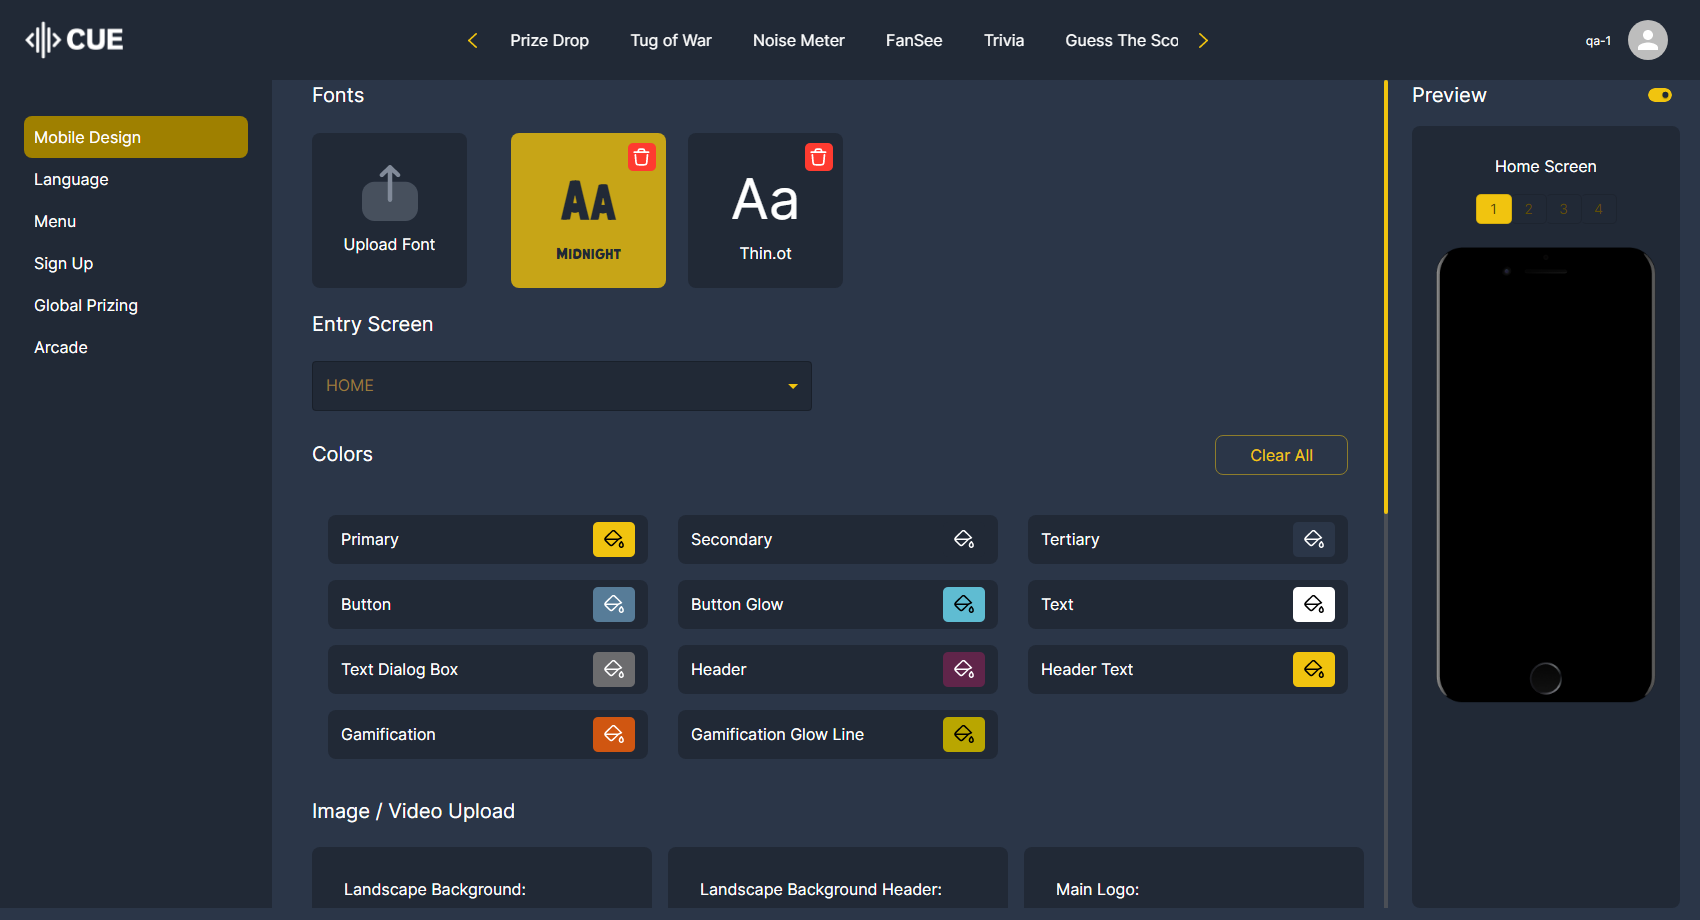 CUE
Prize Drop Tug of War Noise Meter FanSee Trivia Guess The Sco
qa-1
Mobile Design
Language
Menu
Sign Up
Global Prizing
Arcade
Fonts
Upload Font
AA
MIDNIGHT
Aa
Thin.ot
Entry Screen
HOME
Colors
Clear All
Primary
Secondary
Tertiary
Button
Button Glow
Text
Text Dialog Box
Header
Header Text
Gamification
Gamification Glow Line
Image / Video Upload
Landscape Background:
Landscape Background Header:
Main Logo:
Preview
Home Screen
1 2 3 4